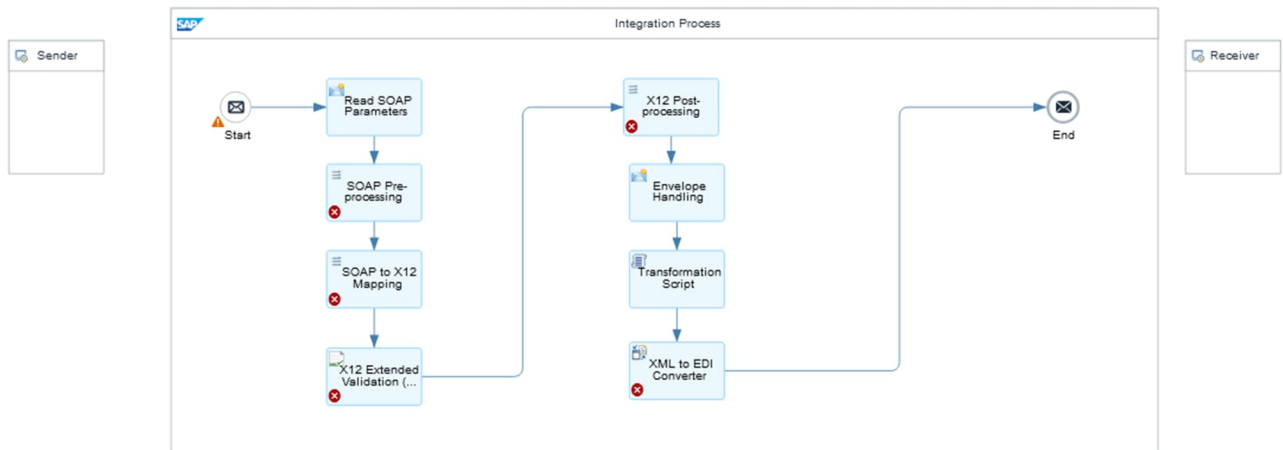 SAP
Integration Process
Sender
Receiver
Start
Read SOAP
Parameters
SOAP Pre-
processing
SOAP to X12
Mapping
X12 Extended
Validation (...
X12 Post-
processing
Envelope
Handling
Transformation
Script
XML to EDI
Converter
End